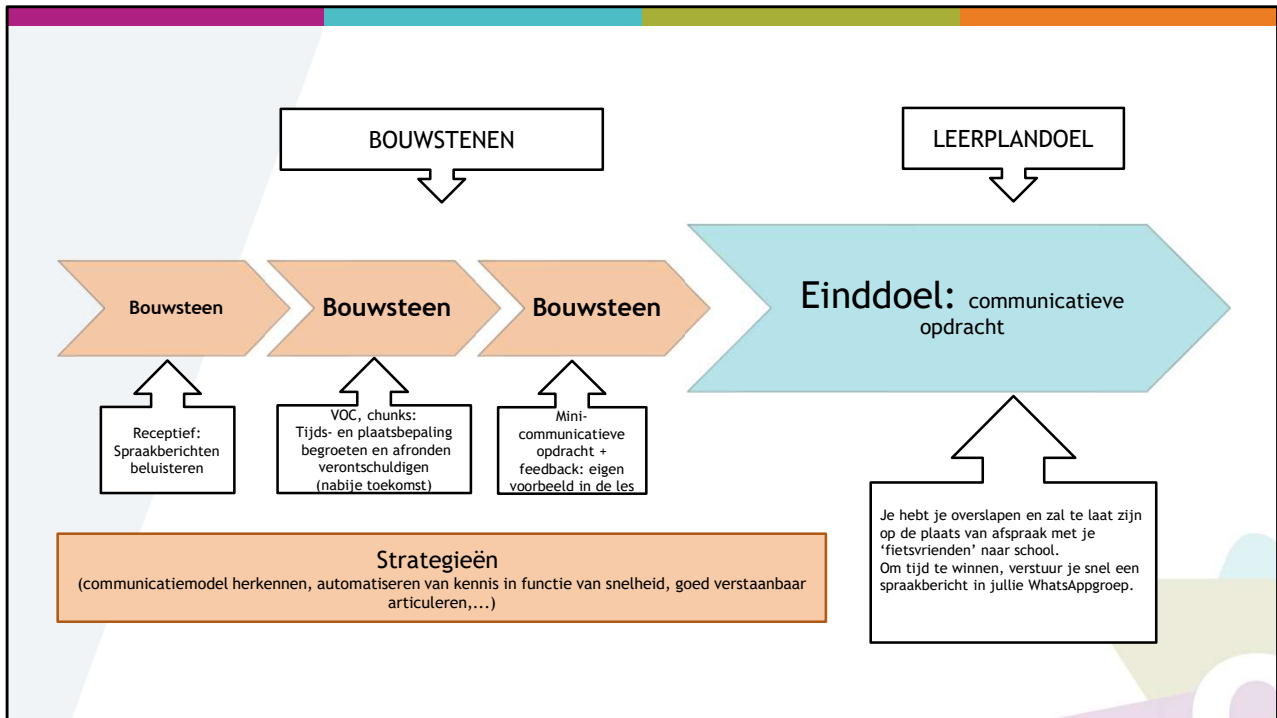 BOUWSTENEN
LEERPLANDOEL
Bouwsteen
Bouwsteen
Bouwsteen
Einddoel: communicatieve
opdracht
Receptief:
Spraakberichten
beluisteren
VOC, chunks:
Tijds- en plaatsbepaling
begroeten en afronden
verontschuldigen
(nabije toekomst)
Mini-
communicatieve
opdracht +
feedback: eigen
voorbeeld in de les
Je hebt je overslapen en zal te laat zijn
op de plaats van afspraak met je
‘fietsvrienden’ naar school.
Om tijd te winnen, verstuur je snel een
spraakbericht in jullie WhatsAppgroep.
Strategieën
(communicatiemodel herkennen, automatiseren van kennis in functie van snelheid, goed verstaanbaar
articuleren,...)